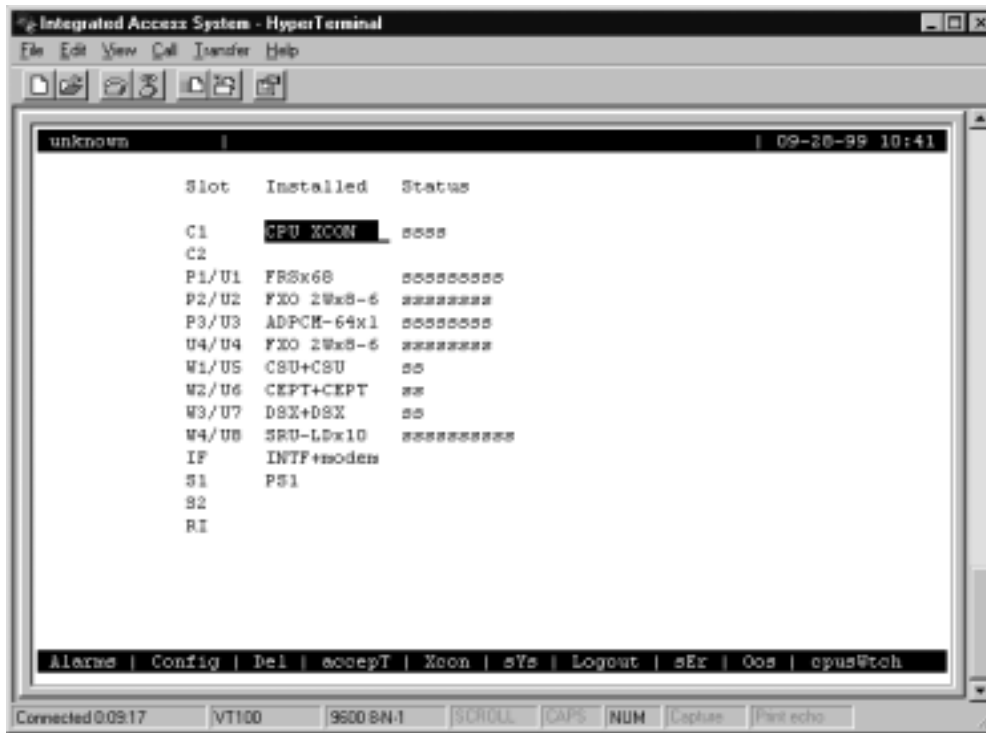 Integrated Access System - HyperTerminal
File Edit View Call Transfer Help
unknown | | 09-28-99 10:41
Slot Installed Status
C1 CPU XCON _ ssss
C2
P1/U1 FRSx68 sssssssss
P2/U2 FXO 2Wx8-6 ssssssss
P3/U3 ADPCM-64x1 ssssssss
U4/U4 FXO 2Wx8-6 ssssssss
W1/U5 CSU+CSU ss
W2/U6 CEPT+CEPT ss
W3/U7 DSX+DSX ss
W4/U8 SRU-LDx10 ssssssssss
IF INTF+modem
S1 PS1
S2
RI
Alarms | Config | Del | accepT | Xcon | sYs | Logout | sEr | Oos | cpusWtch
Connected 0:09:17 VT100 9600 8-N-1 SCROLL CAPS NUM Capture Print echo